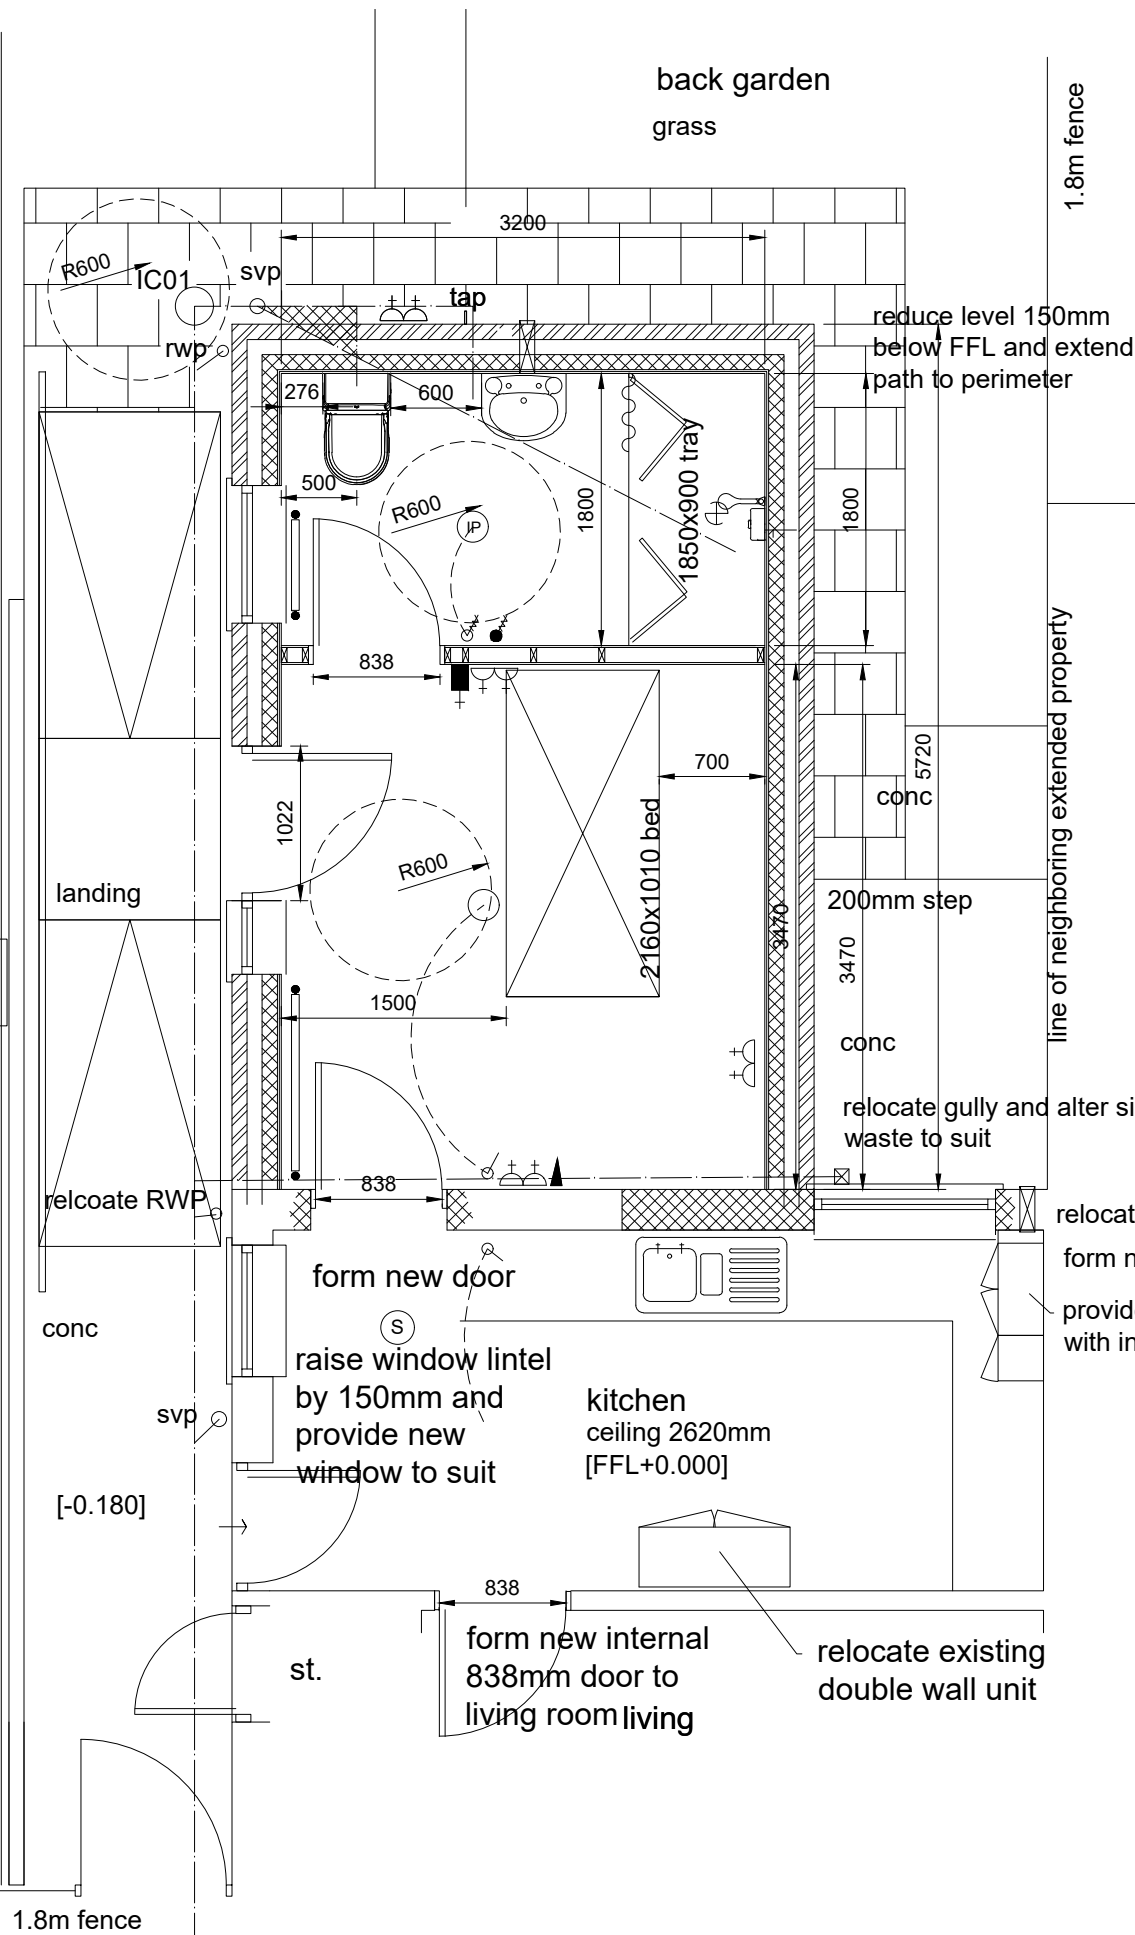 back garden
grass
1.8m fence
3200
R600
IC01
svp
tap
rwp
reduce level 150mm
below FFL and extend
path to perimeter
276
600
500
R600
IP
1800
1850x900 tray
1800
838
700
5720
conc
1022
R600
2160x1010 bed
landing
3470
200mm step
3470
line of neighboring extended property
1500
conc
relocate gully and alter si
waste to suit
838
relcoate RWP
relocat
form new door
form n
S
conc
provide
with in
raise window lintel
by 150mm and
provide new
window to suit
kitchen
ceiling 2620mm
[FFL+0.000]
svp
[-0.180]
838
form new internal
838mm door to
living room living
st.
relocate existing
double wall unit
1.8m fence